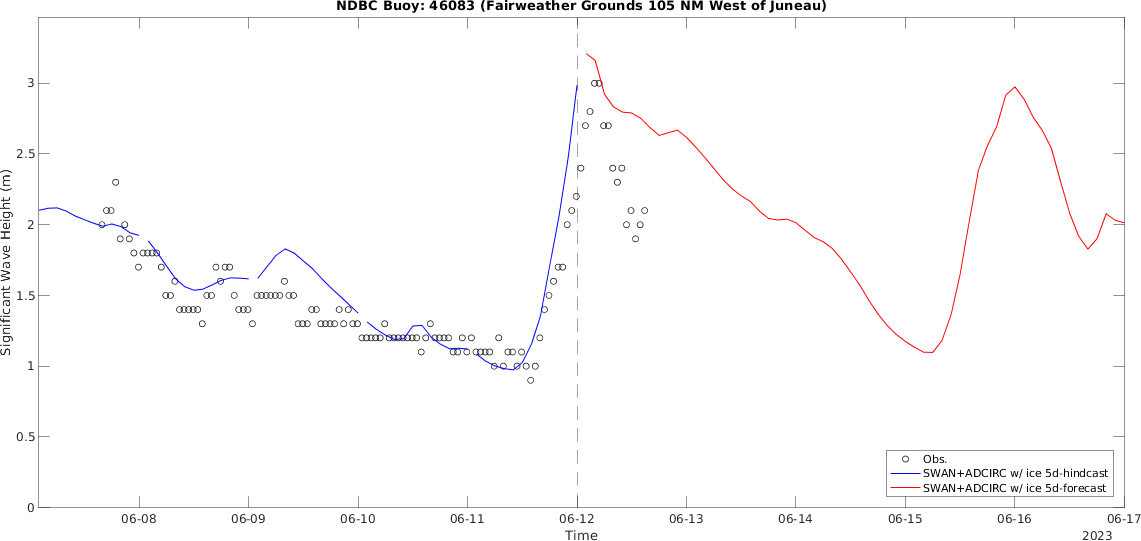 NDBC Buoy: 46083 (Fairweather Grounds 105 NM West of Juneau)
Significant Wave Height (m)
3
2.5
2
1.5
1
0.5
0
Obs.
SWAN+ADCIRC w/ ice 5d-hindcast
SWAN+ADCIRC w/ ice 5d-forecast
06-08 06-09 06-10 06-11 06-12 06-13 06-14 06-15 06-16 06-17
Time
2023